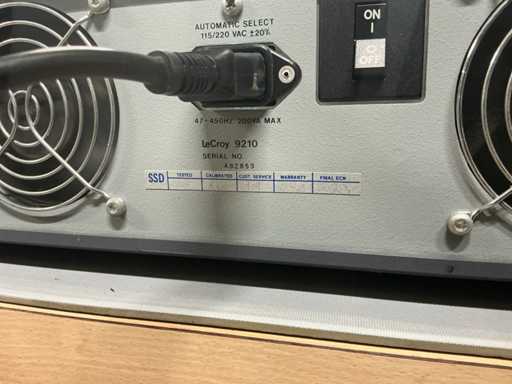 AUTOMATIC SELECT
115/220 VAC ±20%
ON
I
O
OFF
47-450Hz 200VA MAX
LeCroy 9210
SERIAL NO.
SSD TESTED CALIBRATED CUST. SERVICE WARRANTY FINAL ECN